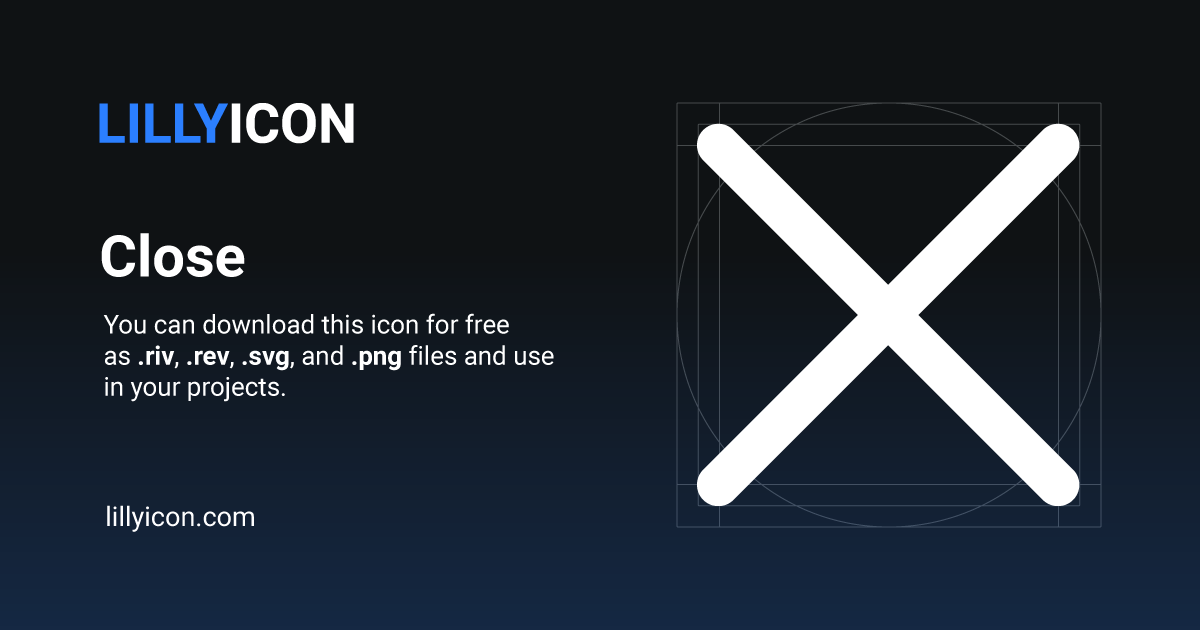 LILLYICON
Close
You can download this icon for free
as .riv, .rev, .svg, and .png files and use
in your projects.
lillyicon.com